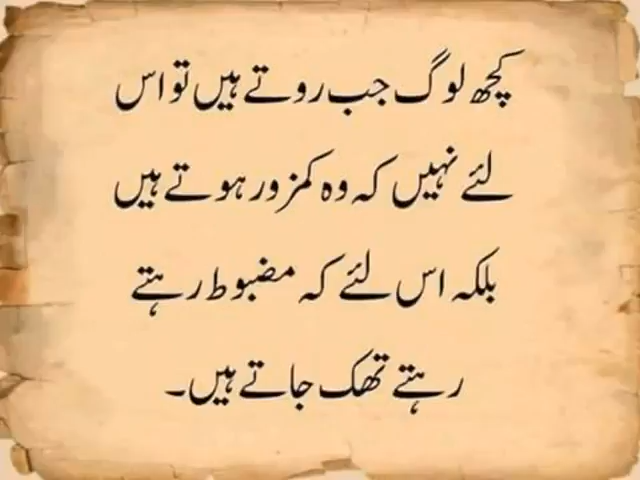 کچھ لوگ جب روتے ہیں تو اس
لئے نہیں کہ وہ کمزور ہوتے ہیں
بلکہ اس لئے کہ مضبوط رہتے
رہتے تھک جاتے ہیں۔